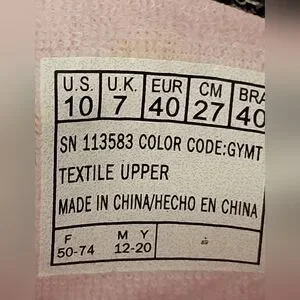 U.S. U.K. EUR CM BRA
10 7 40 27 40
SN 113583 COLOR CODE:GYMT
TEXTILE UPPER
MADE IN CHINA/HECHO EN CHINA
F M Y
50-74 12-20